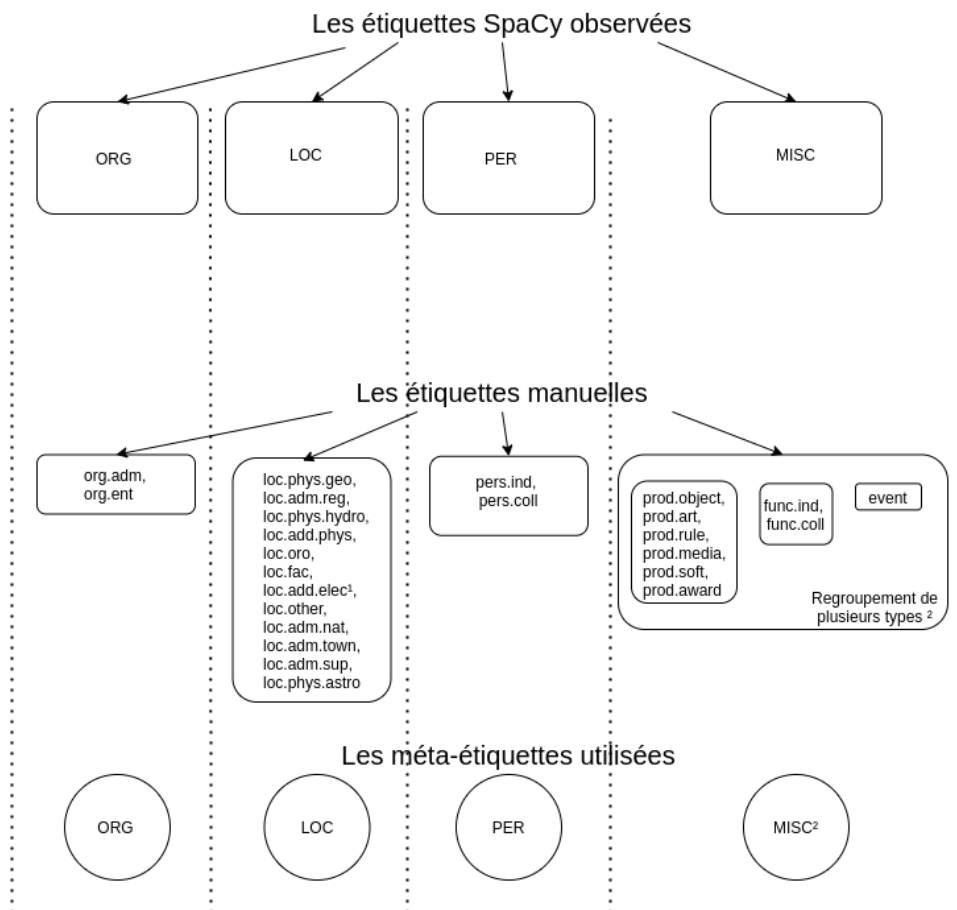 Les étiquettes SpaCy observées
ORG
LOC
PER
MISC
Les étiquettes manuelles
org.adm,
org.ent
loc.phys.geo,
loc.adm.reg,
loc.phys.hydro,
loc.add.phys,
loc.oro,
loc.fac,
loc.add.elec¹,
loc.other,
loc.adm.nat,
loc.adm.town,
loc.adm.sup,
loc.phys.astro
pers.ind,
pers.coll
prod.object,
prod.art,
prod.rule,
prod.media,
prod.soft,
prod.award
func.ind,
func.coll
event
Regroupement de
plusieurs types ²
Les méta-étiquettes utilisées
ORG
LOC
PER
MISC²